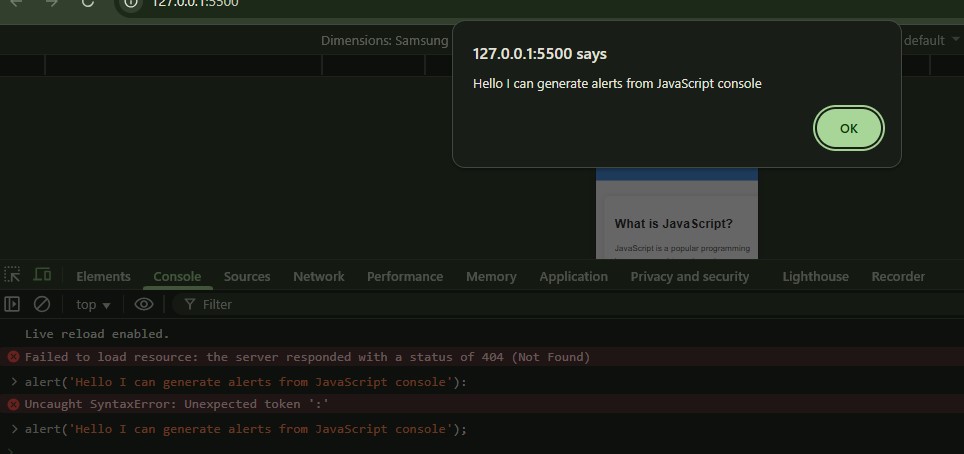 127.0.0.1:5500
Dimensions: Samsung
default
127.0.0.1:5500 says
Hello I can generate alerts from JavaScript console
OK
What is JavaScript?
JavaScript is a popular programming
Elements Console Sources Network Performance Memory Application Privacy and security Lighthouse Recorder
top Filter
Live reload enabled.
Failed to load resource: the server responded with a status of 404 (Not Found)
> alert('Hello I can generate alerts from JavaScript console'):
Uncaught SyntaxError: Unexpected token ':'
> alert('Hello I can generate alerts from JavaScript console');